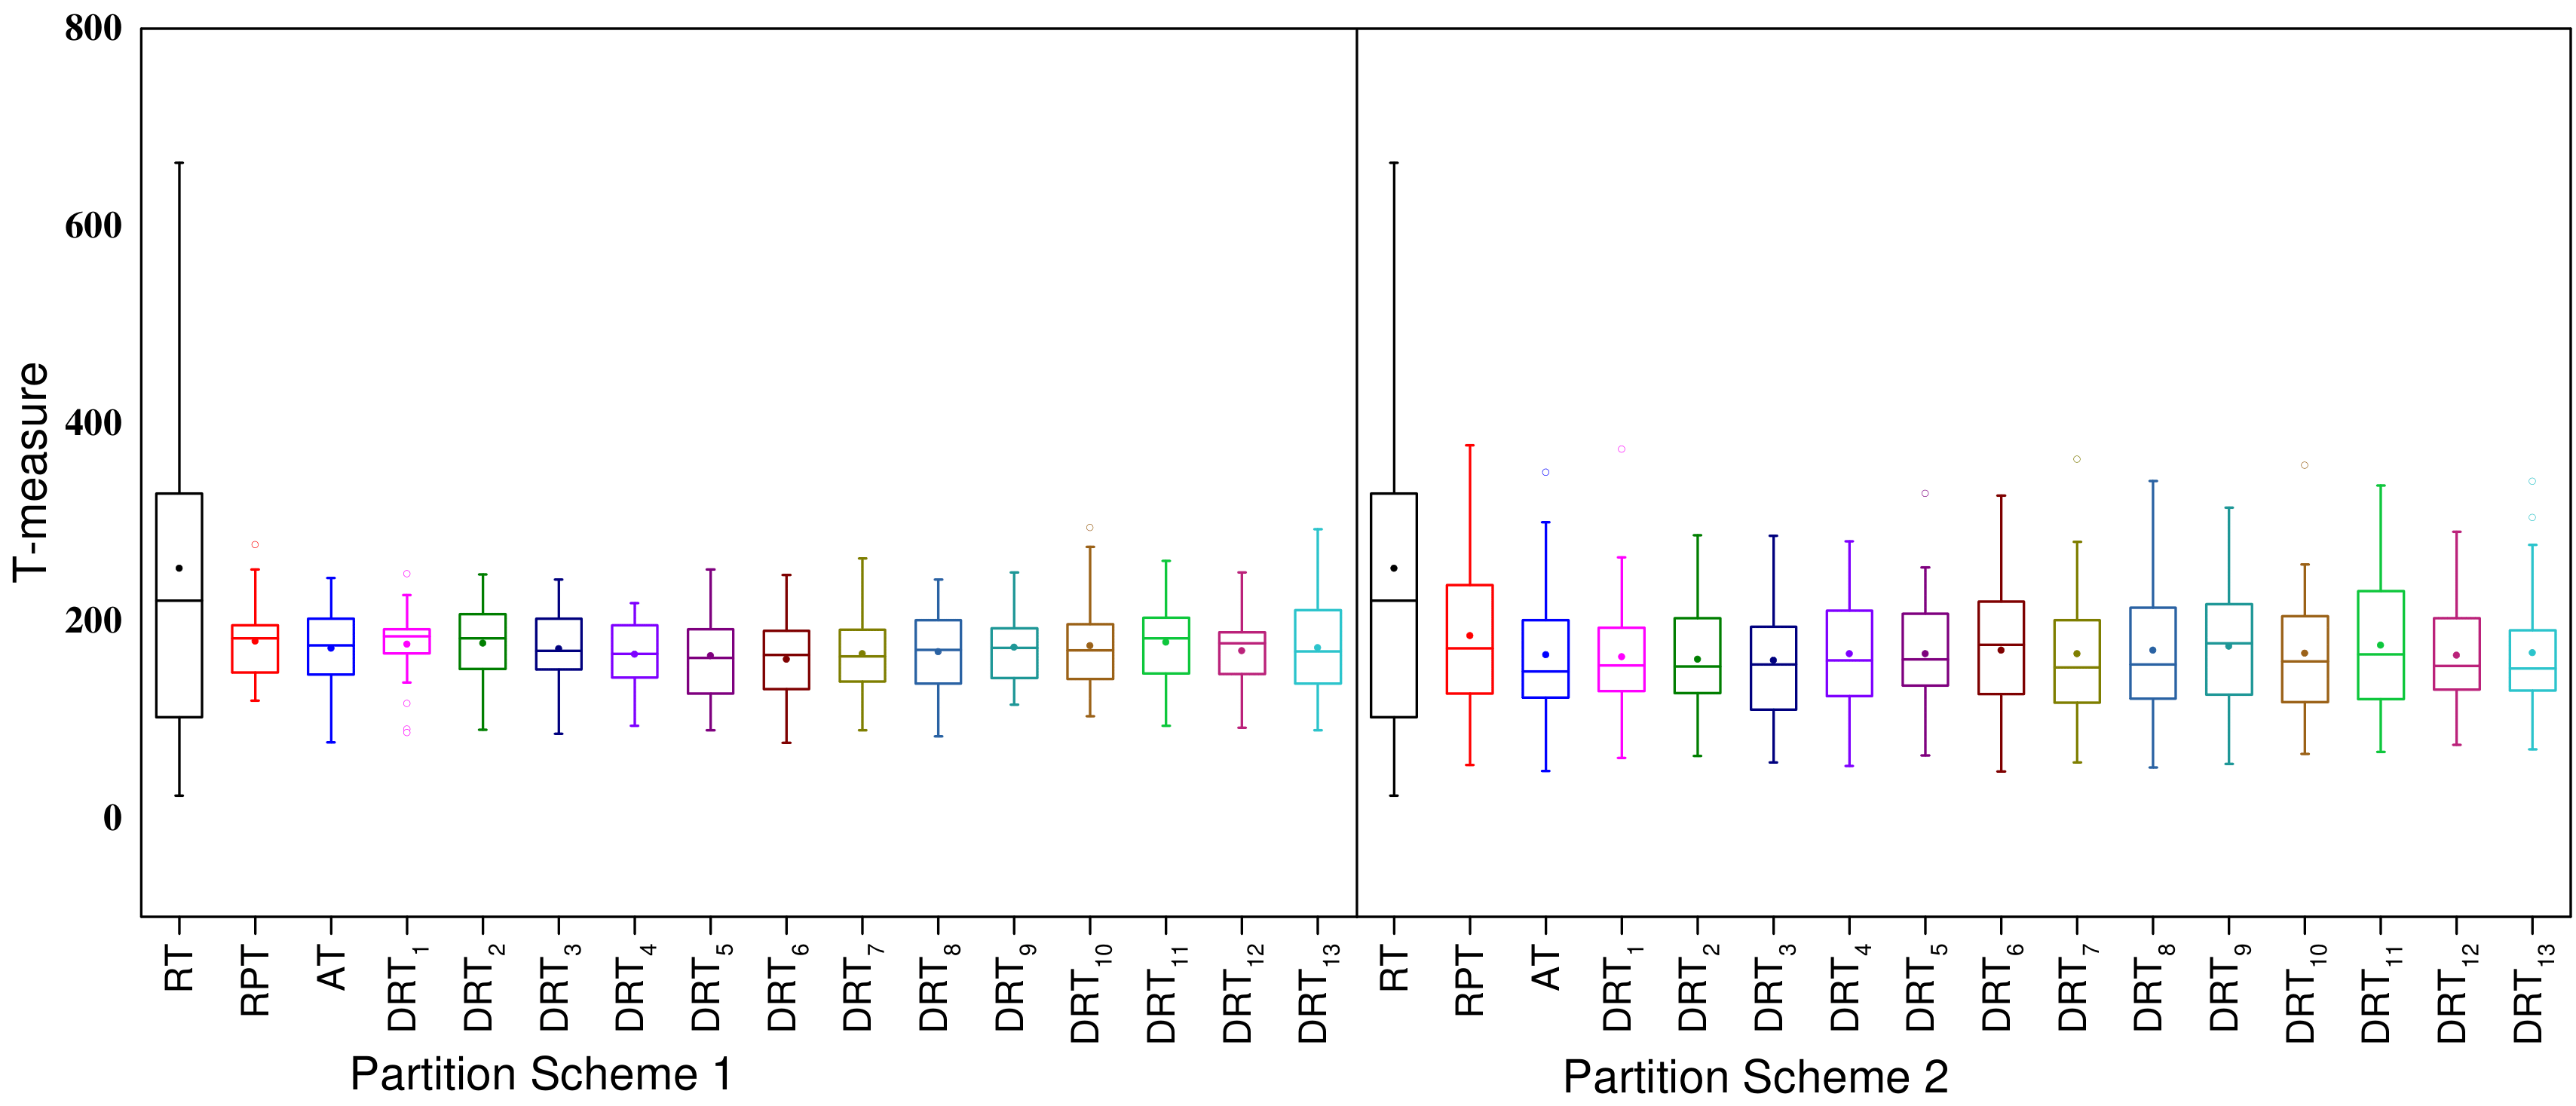 800
600
400
200
0
T-measure
RT RPT AT DRT1 DRT2 DRT3 DRT4 DRT5 DRT6 DRT7 DRT8 DRT9 DRT10 DRT11 DRT12 DRT13 RT RPT AT DRT1 DRT2 DRT3 DRT4 DRT5 DRT6 DRT7 DRT8 DRT9 DRT10 DRT11 DRT12 DRT13
Partition Scheme 1
Partition Scheme 2